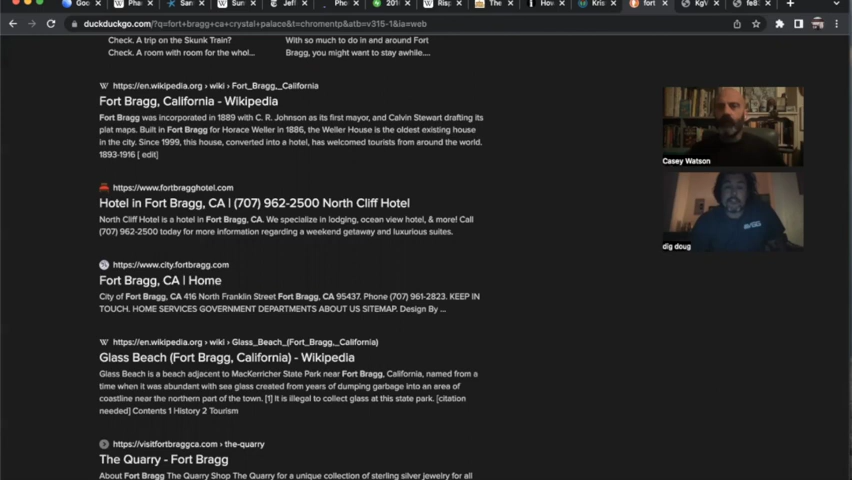 Goo
Pha
San
Sun
Jeff
Pho
Risp
The
How
Kris
fort
KgV
fe8:
duckduckgo.com/?q=fort+bragg+ca+crystal+palace&t=chromentp&atb=v315-1&ia=web
Check. A trip on the Skunk Train?
Check. A room with room for the whol...
With so much to do in and around Fort
Bragg, you might want to stay awhile....
W https://en.wikipedia.org › wiki › Fort_Bragg,_California
Fort Bragg, California - Wikipedia
Fort Bragg was incorporated in 1889 with C. R. Johnson as its first mayor, and Calvin Stewart drafting its
plat maps. Built in Fort Bragg for Horace Weller in 1886, the Weller House is the oldest existing house
in the city. Since 1999, this house, converted into a hotel, has welcomed tourists from around the world.
1893-1916 [ edit]
https://www.fortbragghotel.com
Hotel in Fort Bragg, CA | (707) 962-2500 North Cliff Hotel
North Cliff Hotel is a hotel in Fort Bragg, CA. We specialize in lodging, ocean view hotel, & more! Call
(707) 962-2500 today for more information regarding a weekend getaway and luxurious suites.
https://www.city.fortbragg.com
Fort Bragg, CA | Home
City of Fort Bragg, CA 416 North Franklin Street Fort Bragg, CA 95437. Phone (707) 961-2823. KEEP IN
TOUCH. HOME SERVICES GOVERNMENT DEPARTMENTS ABOUT US SITEMAP. Design By ...
W https://en.wikipedia.org › wiki › Glass_Beach_(Fort_Bragg,_California)
Glass Beach (Fort Bragg, California) - Wikipedia
Glass Beach is a beach adjacent to MacKerricher State Park near Fort Bragg, California, named from a
time when it was abundant with sea glass created from years of dumping garbage into an area of
coastline near the northern part of the town. [1] It is illegal to collect glass at this state park. [citation
needed] Contents 1 History 2 Tourism
https://visitfortbraggca.com › the-quarry
The Quarry - Fort Bragg
About Fort Bragg The Quarry Shop The Quarry for a unique collection of sterling silver jewelry for all
Casey Watson
dig doug